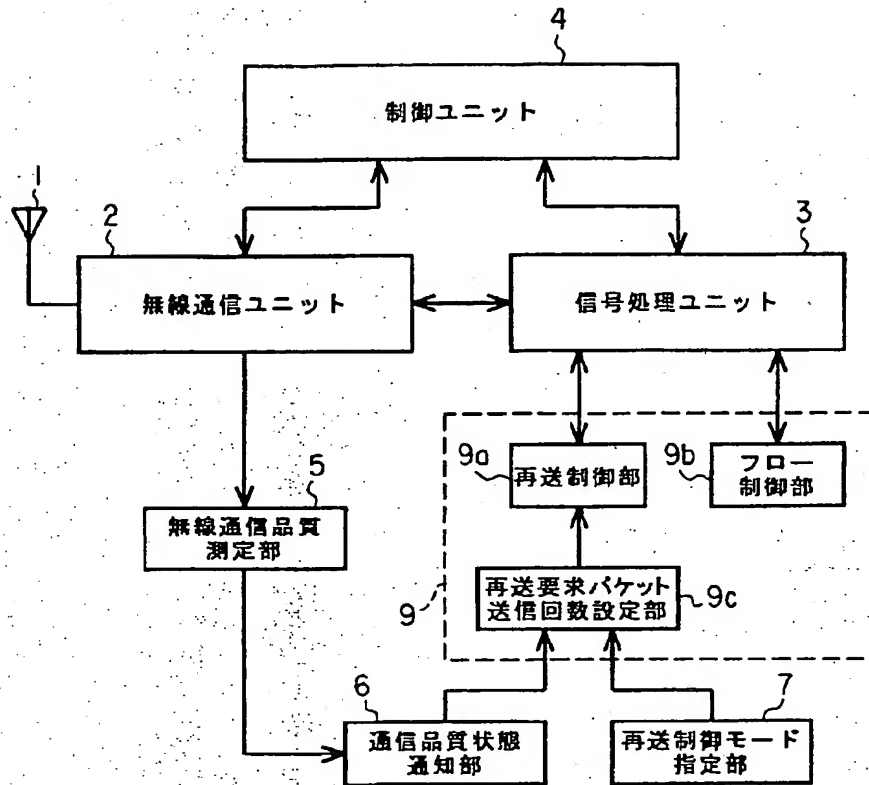 4
制御ユニット
1
2
無線通信ユニット
3
信号処理ユニット
9a
再送制御部
9b
フロー
制御部
5
無線通信品質
測定部
9
再送要求パケット
送信回数設定部
9c
6
通信品質状態
通知部
7
再送制御モード
指定部